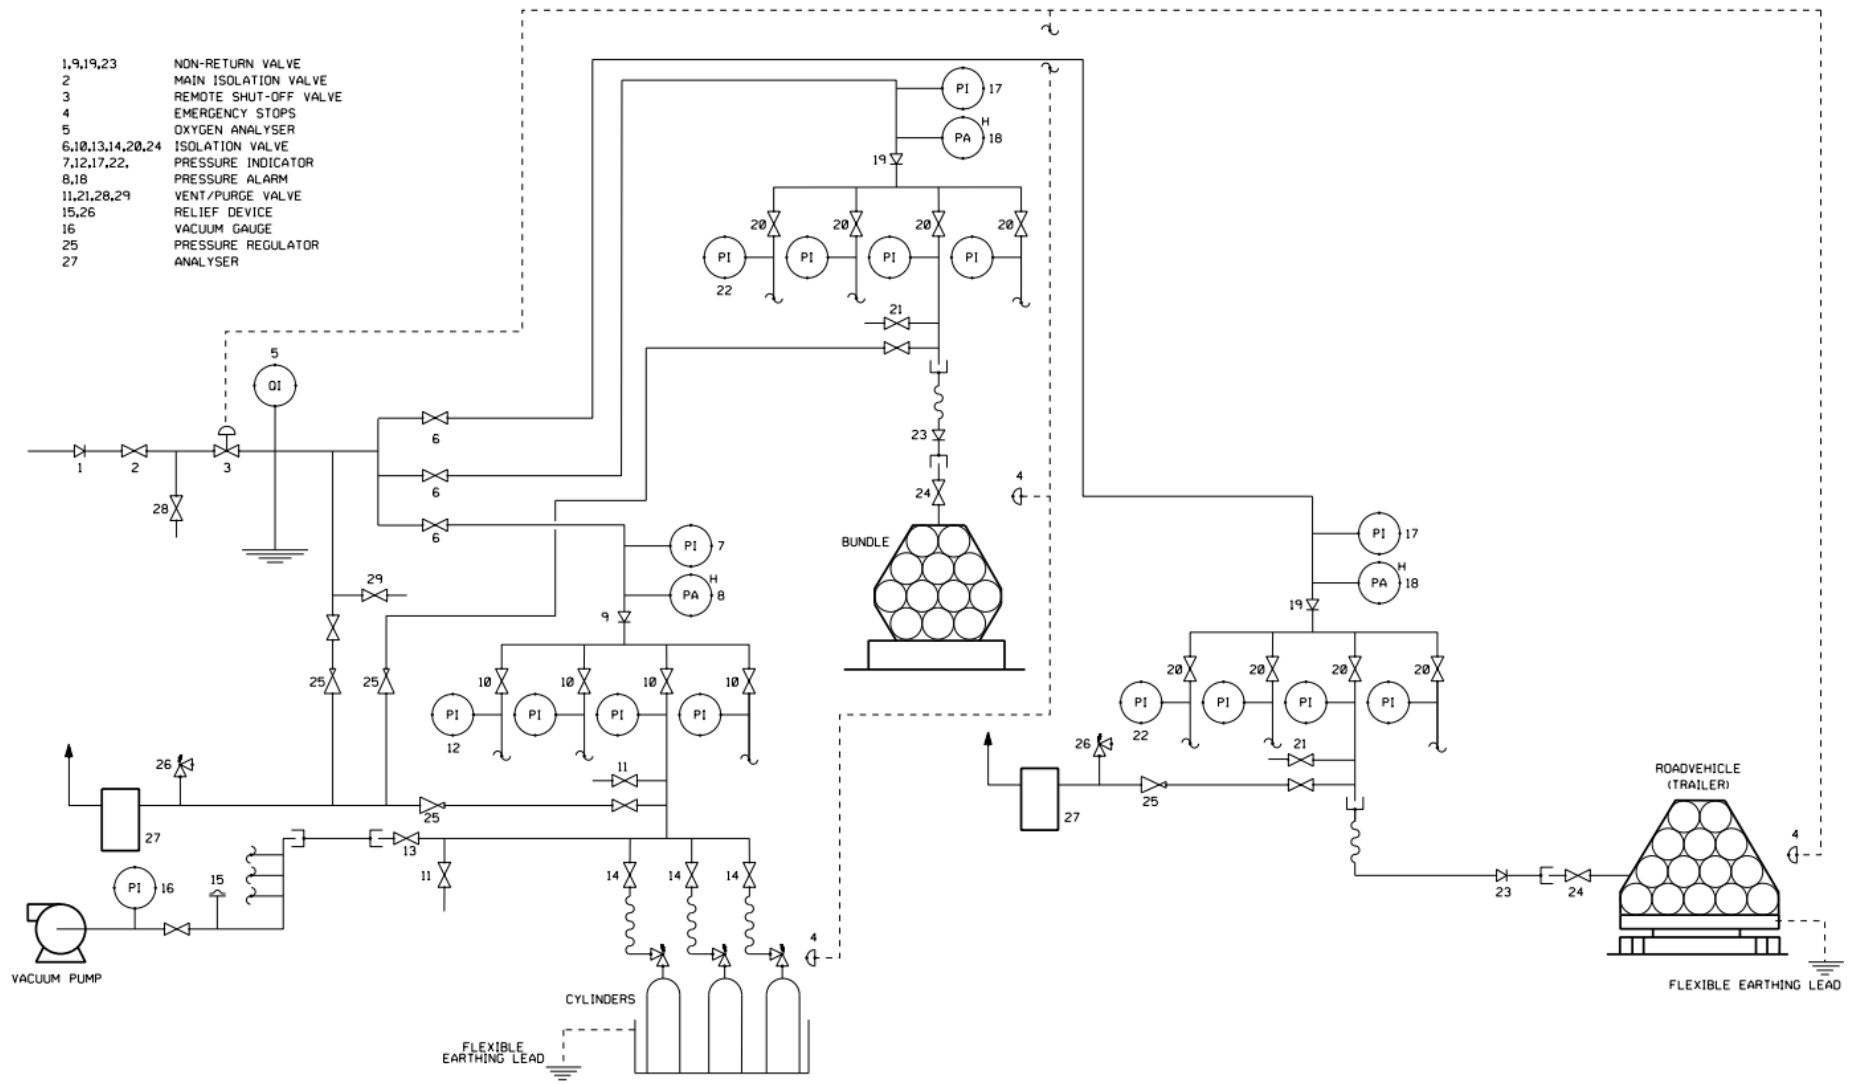 1,9,19,23 NON-RETURN VALVE
2 MAIN ISOLATION VALVE
3 REMOTE SHUT-OFF VALVE
4 EMERGENCY STOPS
5 OXYGEN ANALYSER
6,10,13,14,20,24 ISOLATION VALVE
7,12,17,22, PRESSURE INDICATOR
8,18 PRESSURE ALARM
11,21,28,29 VENT/PURGE VALVE
15,26 RELIEF DEVICE
16 VACUUM GAUGE
25 PRESSURE REGULATOR
27 ANALYSER
PI 17
H
PA 18
19
20 20 20 20
PI PI PI PI
22
21
5
OI
6
1 2 3
23
6
24
4
28
6
BUNDLE
PI 7
PI 17
29
H
PA 8
H
PA 18
9
19
25 25
10 10 10 10
20 20 20 20
PI PI PI PI
12
PI PI PI PI
22
26
11
26
21
25
25
27
27
ROADVEHICLE
(TRAILER)
4
13
PI 16
15
11
14 14 14
23 24
VACUUM PUMP
4
CYLINDERS
FLEXIBLE EARTHING LEAD
FLEXIBLE
EARTHING LEAD